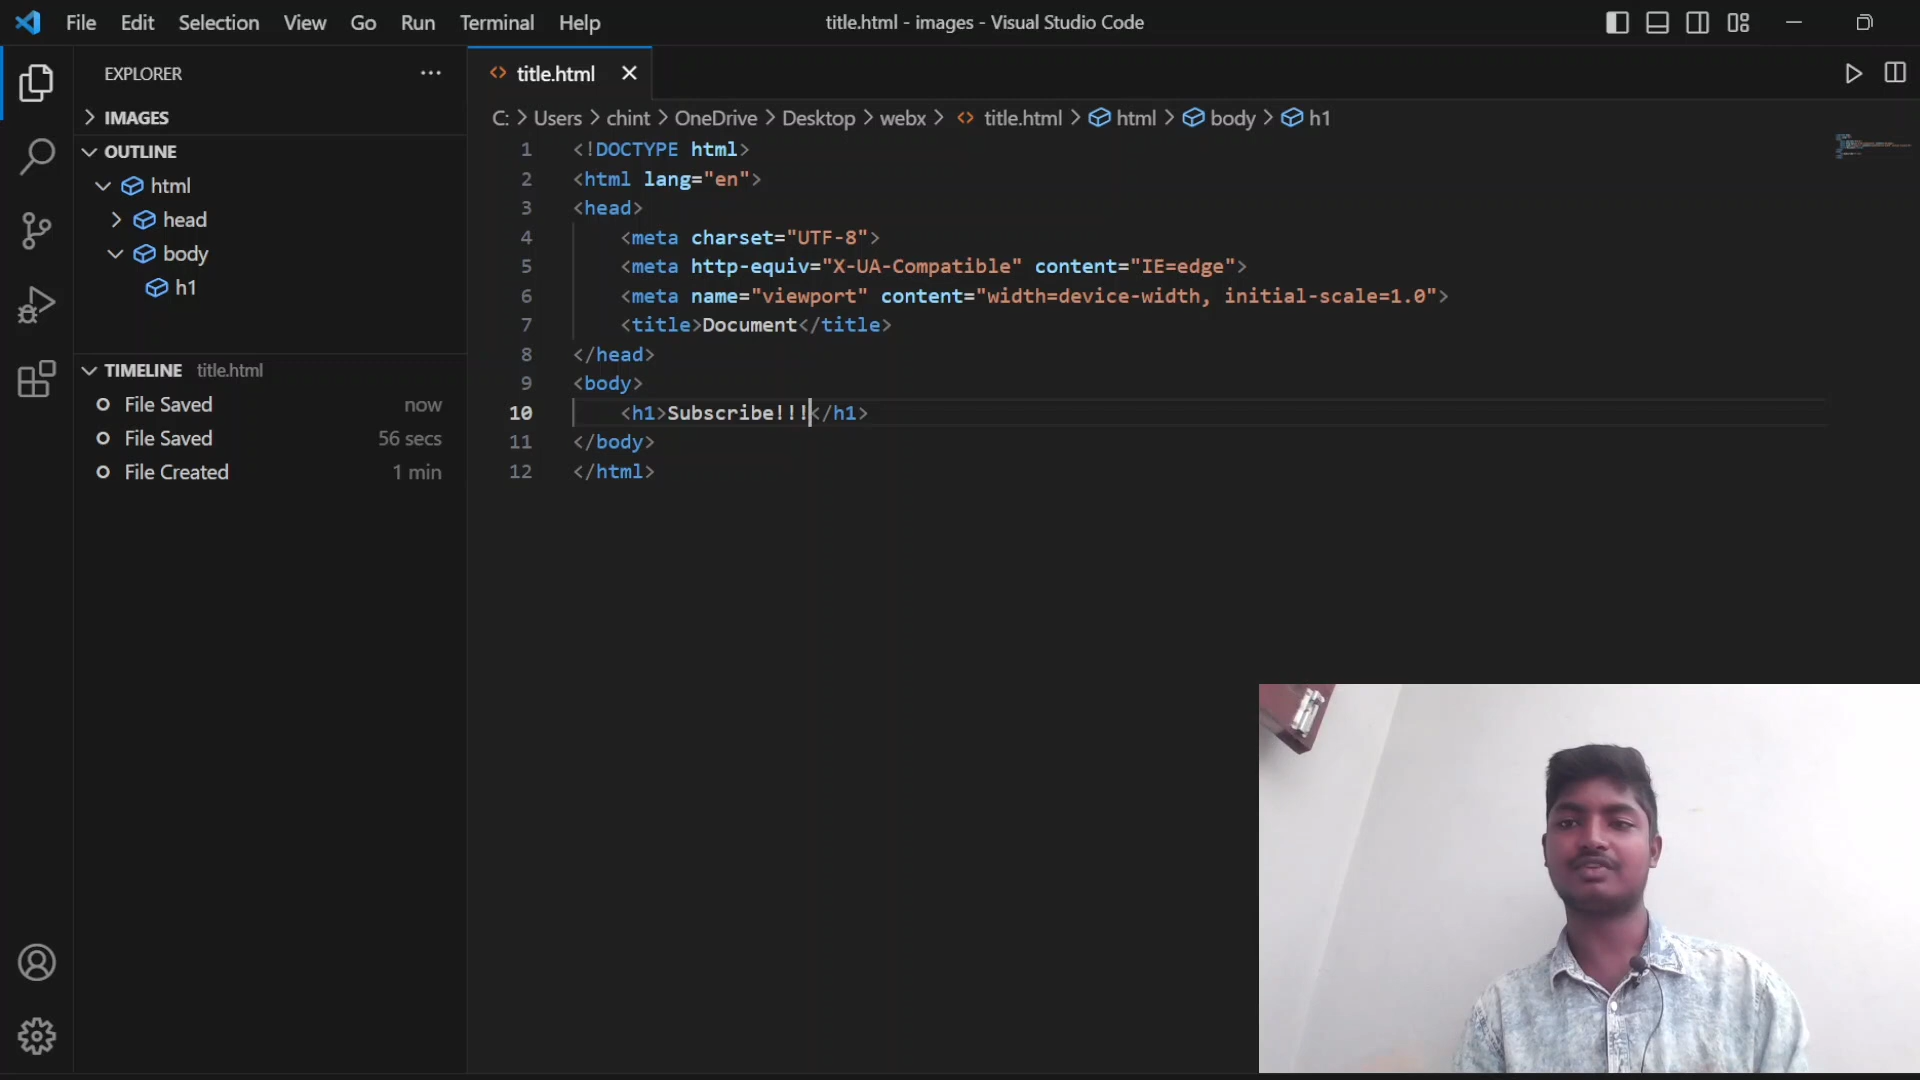 File Edit Selection View Go Run Terminal Help title.html - images - Visual Studio Code
EXPLORER
IMAGES
OUTLINE
html
head
body
h1
TIMELINE title.html
File Saved now
File Saved 56 secs
File Created 1 min
title.html
C: > Users > chint > OneDrive > Desktop > webx > title.html > html > body > h1
1 <!DOCTYPE html>
2 <html lang="en">
3 <head>
4 <meta charset="UTF-8">
5 <meta http-equiv="X-UA-Compatible" content="IE=edge">
6 <meta name="viewport" content="width=device-width, initial-scale=1.0">
7 <title>Document</title>
8 </head>
9 <body>
10 <h1>Subscribe!!!</h1>
11 </body>
12 </html>